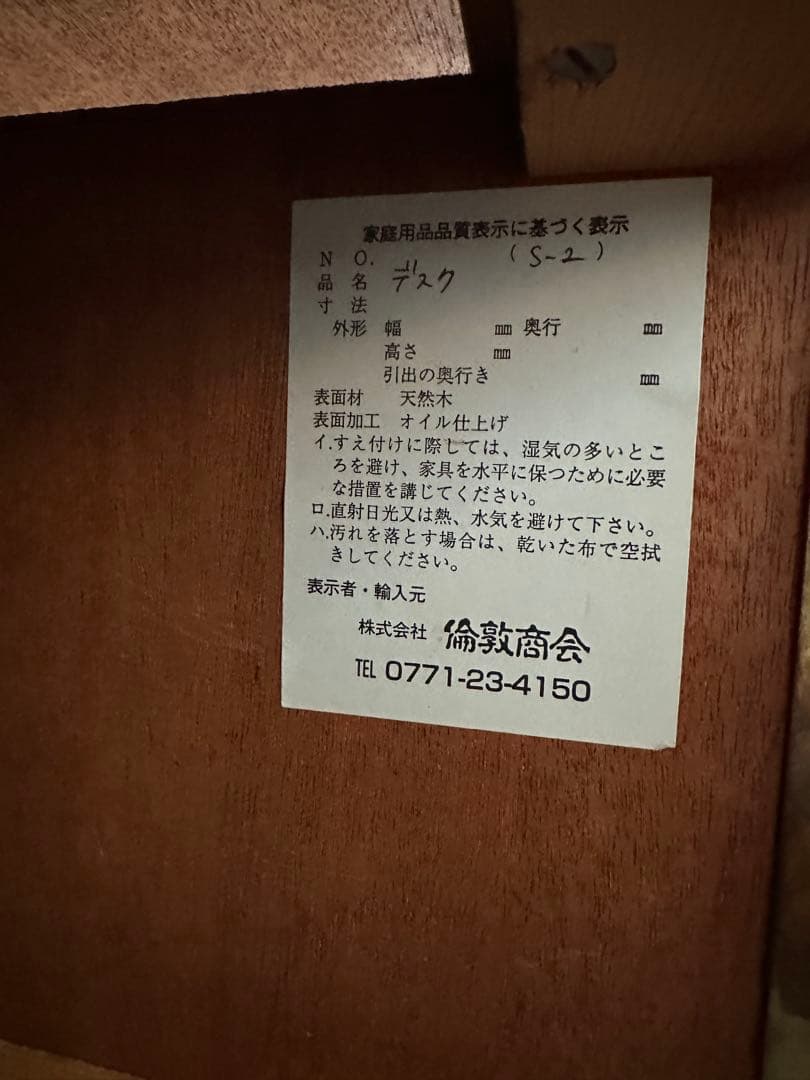 家庭用品品質表示に基づく表示
NO. (S-2)
品名 デスク
寸法
外形 幅 ㎜ 奥行 ㎜
高さ ㎜
引出の奥行き ㎜
表面材 天然木
表面加工 オイル仕上げ
イ.すえ付けに際しては、湿気の多いとこ
ろを避け、家具を水平に保つために必要
な措置を講じてください。
ロ.直射日光又は熱、水気を避けて下さい。
ハ.汚れを落とす場合は、乾いた布で空拭
きしてください。
表示者・輸入元
株式会社 倫敦商会
TEL 0771-23-4150